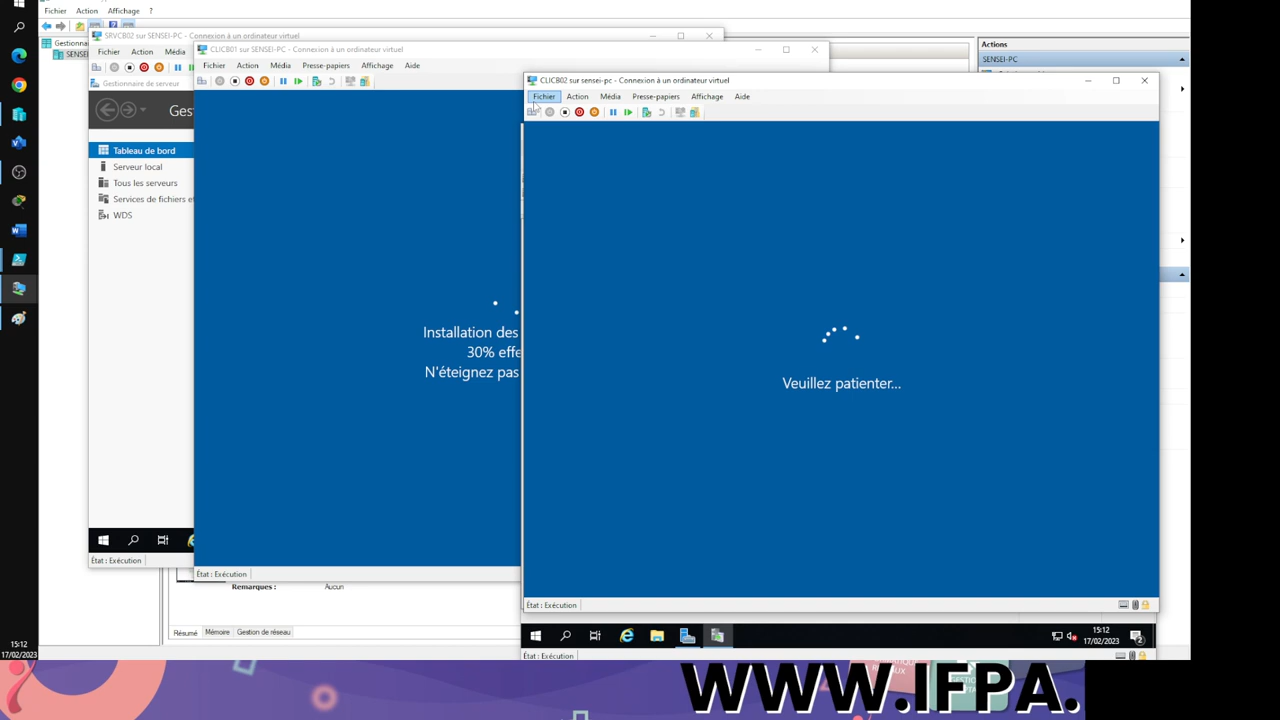 Fichier Action Affichage ?
SRVCB02 sur SENSEI-PC - Connexion à un ordinateur virtuel
Fichier Action Média
Gestionnaire de serveur
Tableau de bord
Serveur local
Tous les serveurs
Services de fichiers et
WDS
État : Exécution
CLICB01 sur SENSEI-PC - Connexion à un ordinateur virtuel
Fichier Action Média Presse-papiers Affichage Aide
Installation des
30% effe
N'éteignez pas
État : Exécution
CLICB02 sur sensei-pc - Connexion à un ordinateur virtuel
Fichier Action Média Presse-papiers Affichage Aide
Veuillez patienter...
État : Exécution
Actions
SENSEI-PC
Gestionna
SENSE
Remarques : Aucun
Résumé Mémoire Gestion de réseau
15:12
17/02/2023
État : Exécution
15:12
17/02/2023
WWW.IFPA.